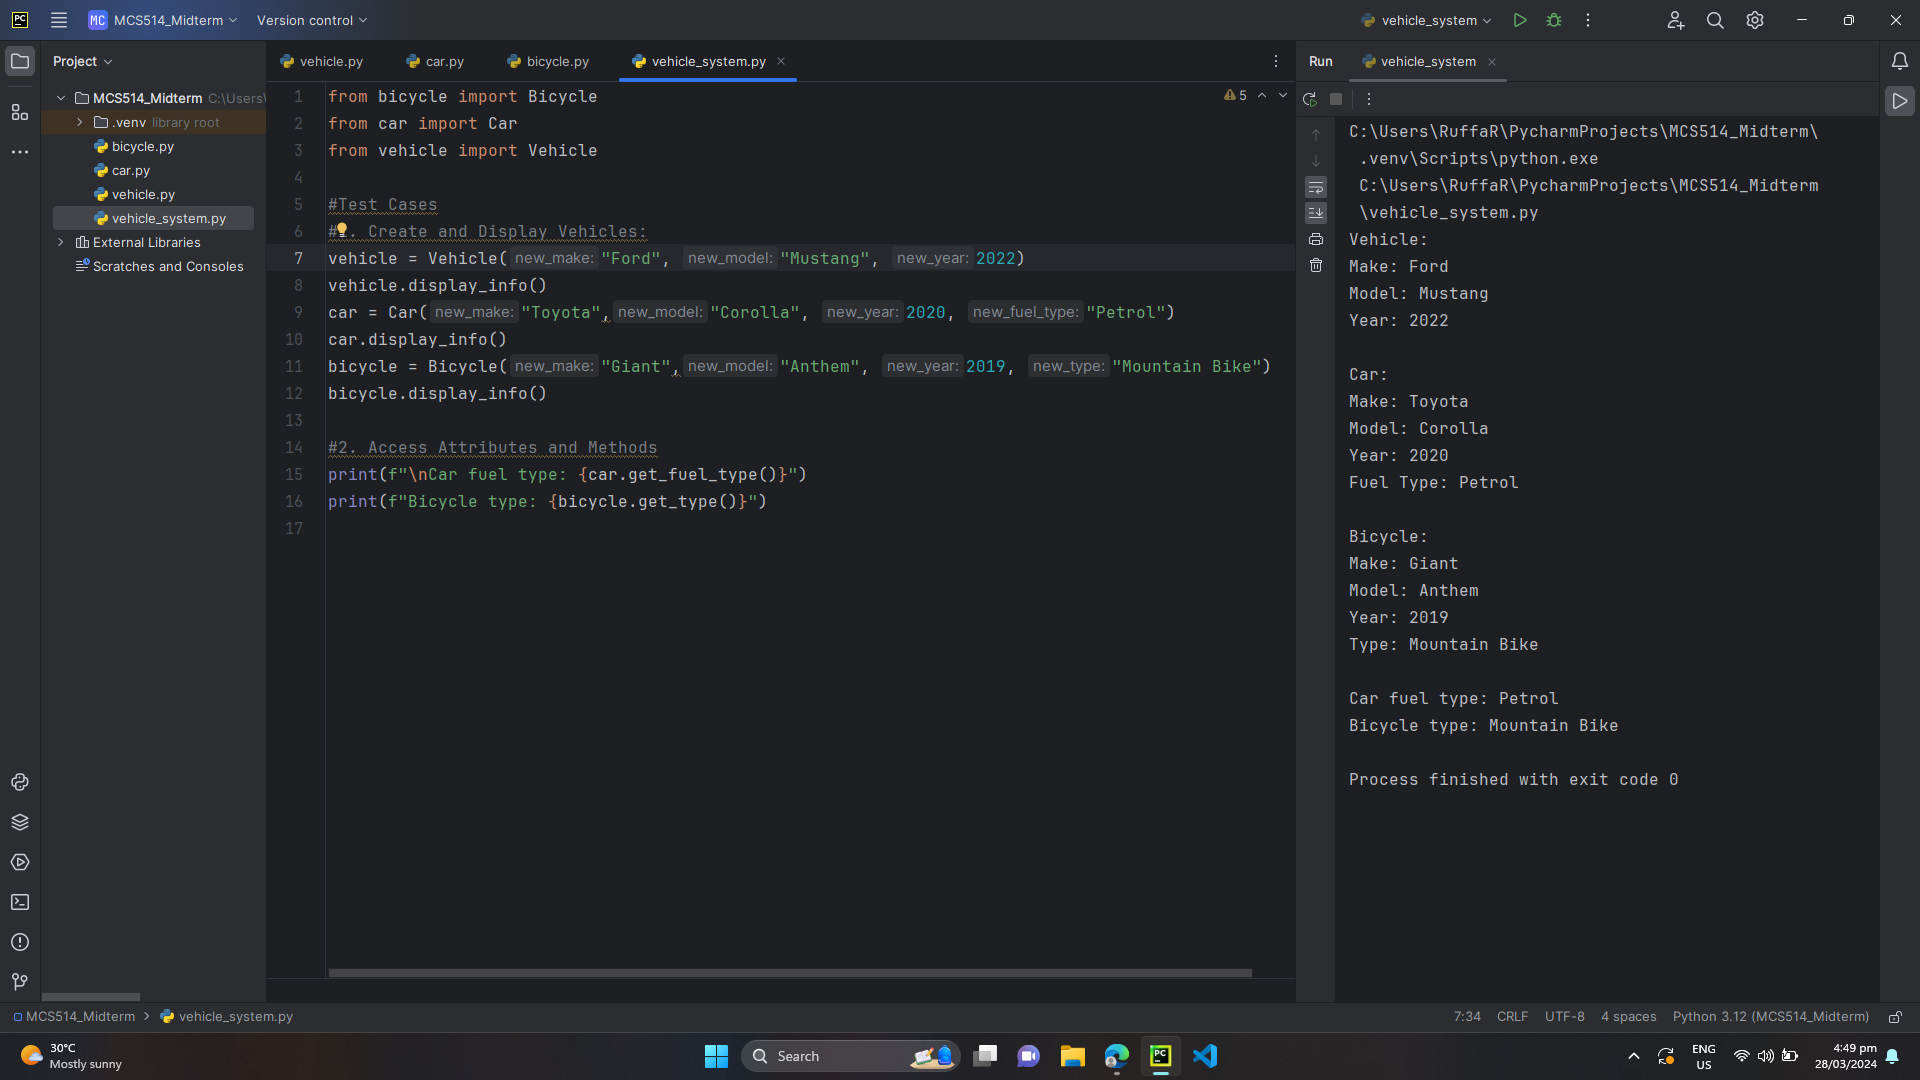 PC MC MCS514_Midterm Version control vehicle_system
Project
vehicle.py car.py bicycle.py vehicle_system.py
Run vehicle_system
MCS514_Midterm C:\Users\
.venv library root
bicycle.py
car.py
vehicle.py
vehicle_system.py
External Libraries
Scratches and Consoles
5
1 from bicycle import Bicycle
2 from car import Car
3 from vehicle import Vehicle
4
5 #Test Cases
6 #1. Create and Display Vehicles:
7 vehicle = Vehicle( new_make: "Ford", new_model: "Mustang", new_year: 2022)
8 vehicle.display_info()
9 car = Car( new_make: "Toyota", new_model: "Corolla", new_year: 2020, new_fuel_type: "Petrol")
10 car.display_info()
11 bicycle = Bicycle( new_make: "Giant", new_model: "Anthem", new_year: 2019, new_type: "Mountain Bike")
12 bicycle.display_info()
13
14 #2. Access Attributes and Methods
15 print(f"\nCar fuel type: {car.get_fuel_type()}")
16 print(f"Bicycle type: {bicycle.get_type()}")
17
C:\Users\RuffaR\PycharmProjects\MCS514_Midterm\
.venv\Scripts\python.exe
C:\Users\RuffaR\PycharmProjects\MCS514_Midterm
\vehicle_system.py
Vehicle:
Make: Ford
Model: Mustang
Year: 2022
Car:
Make: Toyota
Model: Corolla
Year: 2020
Fuel Type: Petrol
Bicycle:
Make: Giant
Model: Anthem
Year: 2019
Type: Mountain Bike
Car fuel type: Petrol
Bicycle type: Mountain Bike
Process finished with exit code 0
MCS514_Midterm > vehicle_system.py
7:34 CRLF UTF-8 4 spaces Python 3.12 (MCS514_Midterm)
30°C
Mostly sunny
Search
PC
ENG
US
4:49 pm
28/03/2024